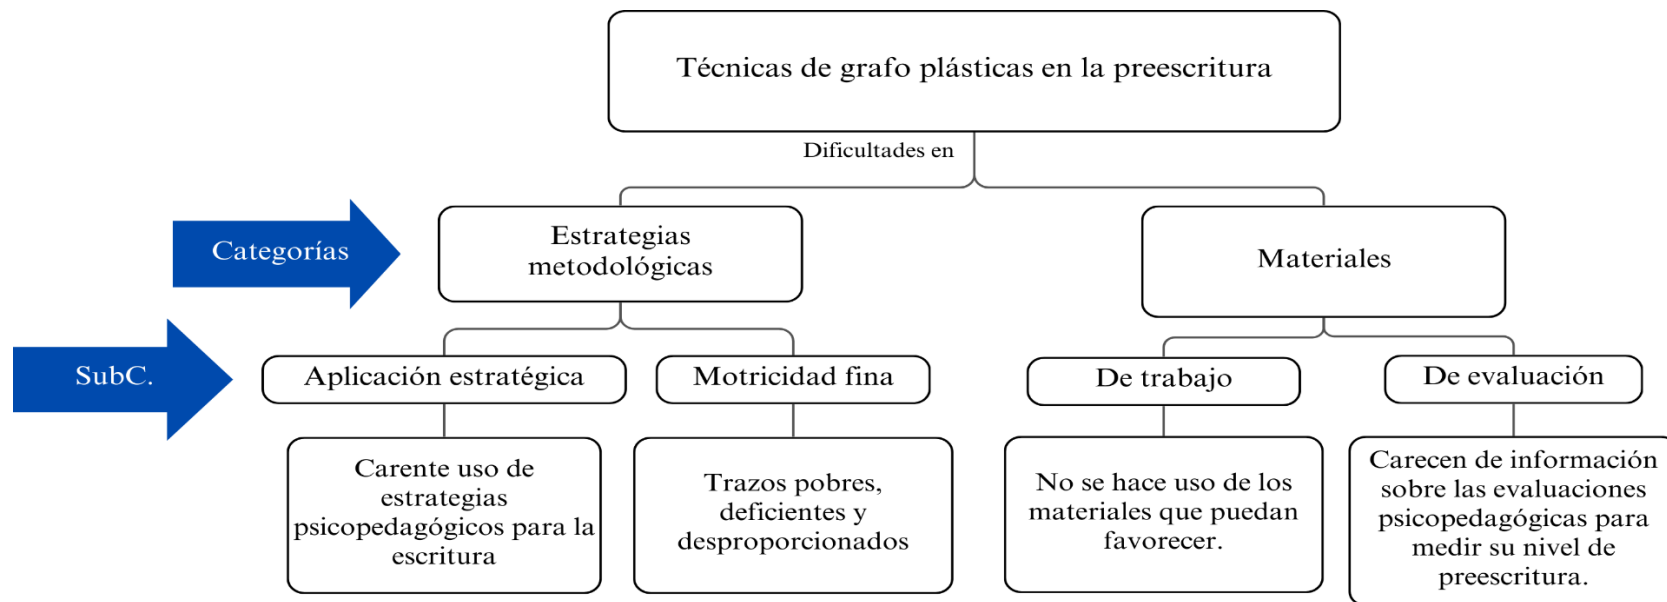 Técnicas de grafo plásticas en la preescritura
Dificultades en
Categorías
Estrategias
metodológicas
Materiales
SubC.
Aplicación estratégica
Motricidad fina
De trabajo
De evaluación
Carente uso de
estrategias
psicopedagógicos para la
escritura
Trazos pobres,
deficientes y
desproporcionados
No se hace uso de los
materiales que puedan
favorecer.
Carecen de información
sobre las evaluaciones
psicopedagógicas para
medir su nivel de
preescritura.